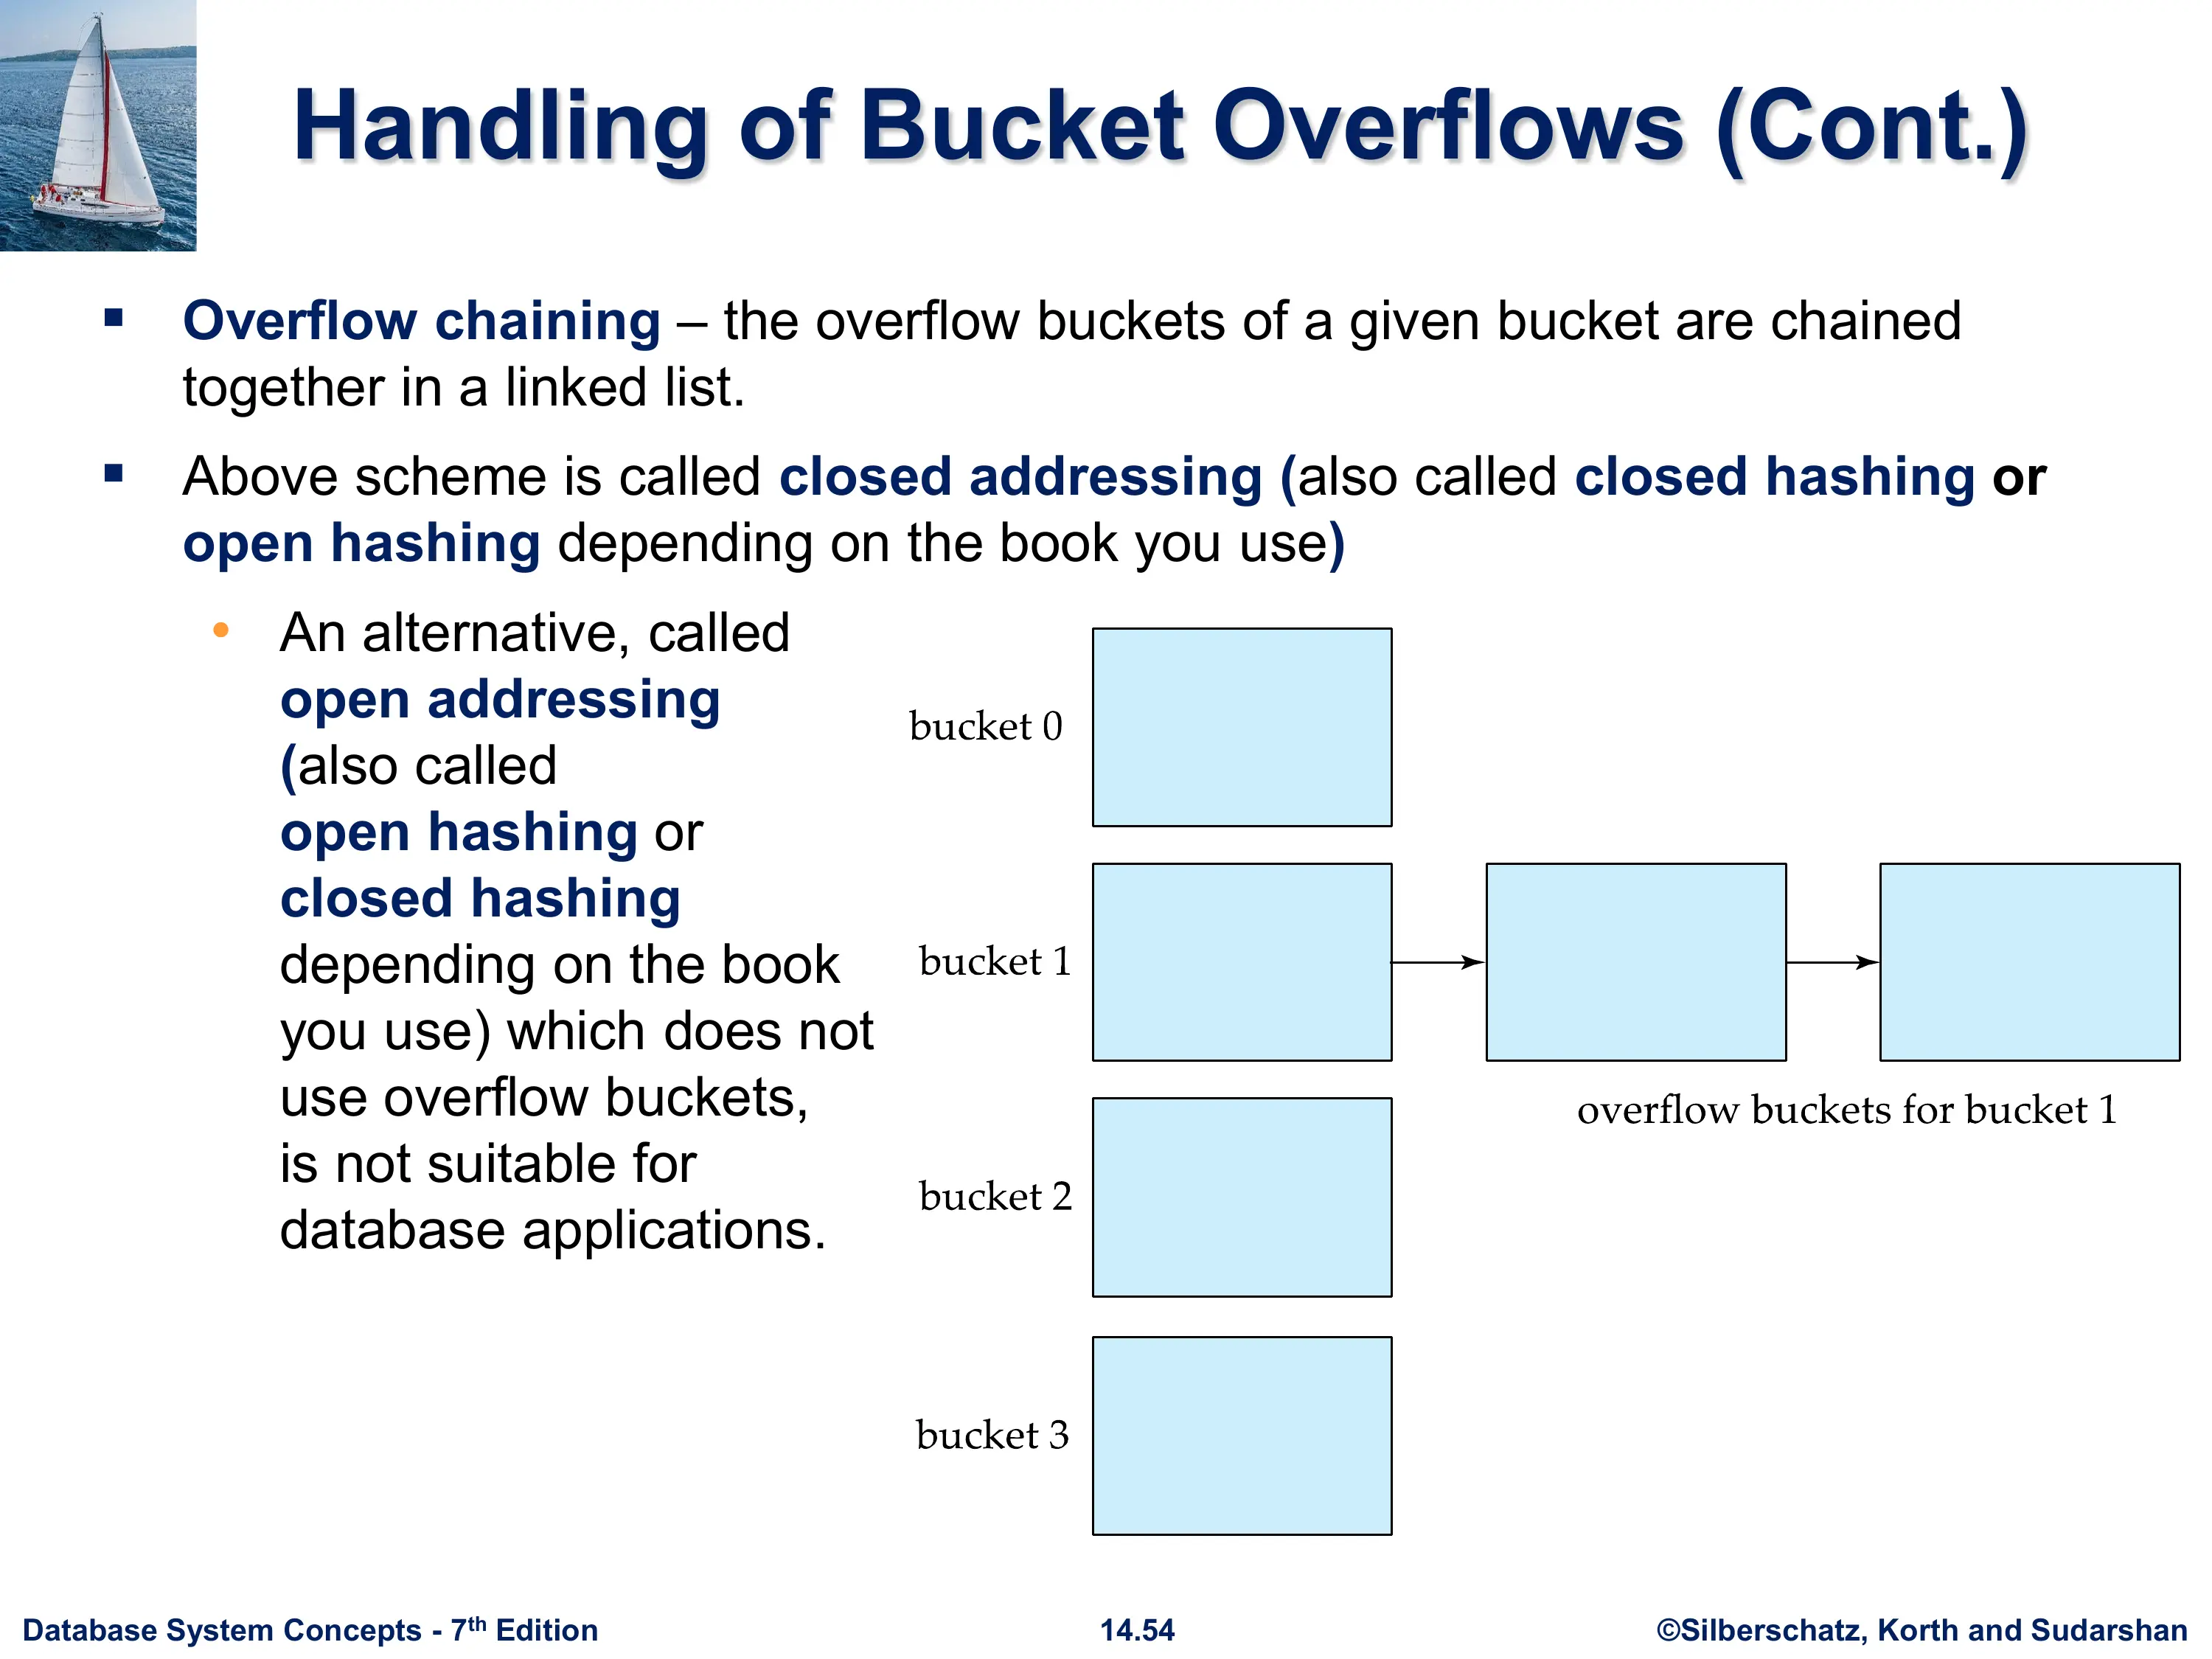 Handling of Bucket Overflows (Cont.)
▪ Overflow chaining – the overflow buckets of a given bucket are chained
together in a linked list.
▪ Above scheme is called closed addressing (also called closed hashing or
open hashing depending on the book you use)
• An alternative, called
open addressing
(also called
open hashing or
closed hashing
depending on the book
you use) which does not
use overflow buckets,
is not suitable for
database applications.
bucket 0
bucket 1
overflow buckets for bucket 1
bucket 2
bucket 3
Database System Concepts - 7th Edition
14.54
©Silberschatz, Korth and Sudarshan